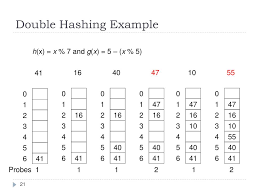 Double Hashing Example
h(x) = x % 7 and g(x) = 5 – (x % 5)
41 16 40 47 10 55
0 0 0 0 0 0
1 1 1 1 47 1 47 1 47
2 2 16 2 16 2 16 2 16 2 16
3 3 3 3 3 10 3 10
4 4 4 4 4 4 55
5 5 5 40 5 40 5 40 5 40
6 41 6 41 6 41 6 41 6 41 6 41
Probes 1 1 1 2 1 2
21